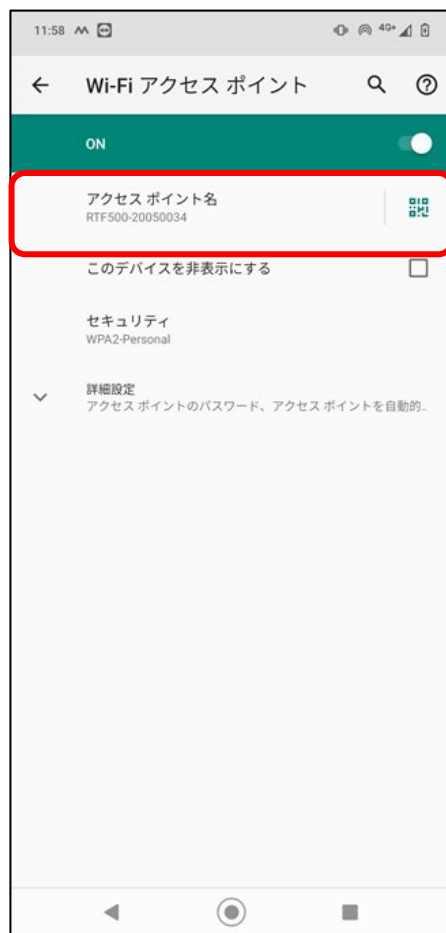 11:58 4G+
Wi-Fi アクセス ポイント
ON
アクセス ポイント名
RTF500-20050034
このデバイスを非表示にする
セキュリティ
WPA2-Personal
詳細設定
アクセス ポイントのパスワード、アクセス ポイントを自動的..